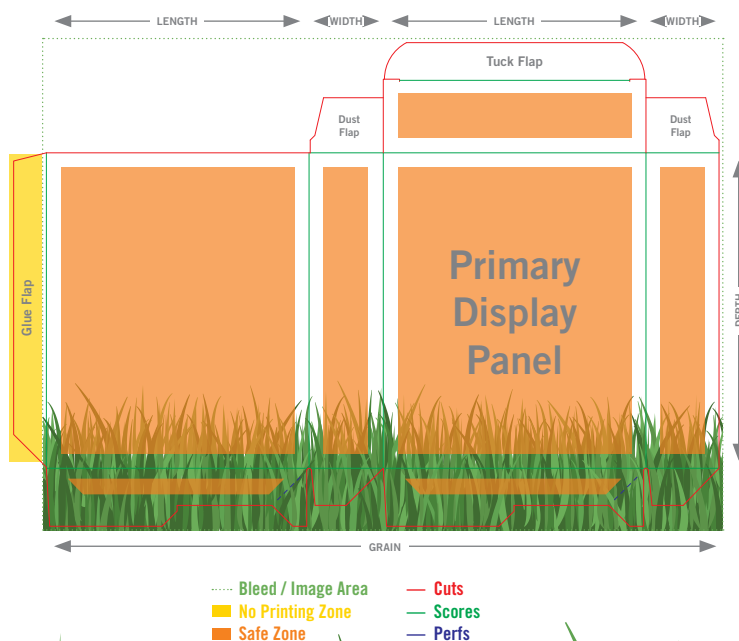 LENGTH
(WIDTH)
LENGTH
(WIDTH)
Tuck Flap
Dust
Flap
Dust
Flap
Glue Flap
Primary
Display
Panel
DEPTH
GRAIN
Bleed / Image Area
No Printing Zone
Safe Zone
Cuts
Scores
Perfs